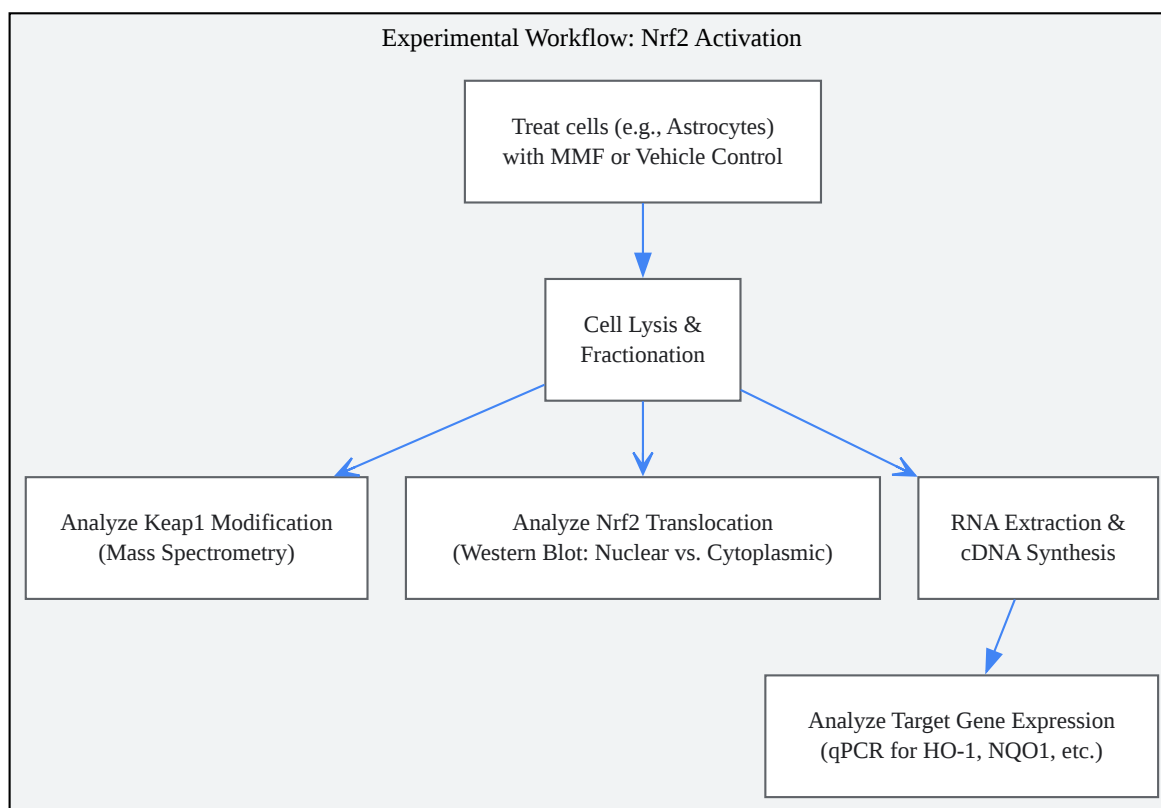 Experimental Workflow: Nrf2 Activation
Treat cells (e.g., Astrocytes)
with MMF or Vehicle Control
Cell Lysis &
Fractionation
Analyze Keap1 Modification
(Mass Spectrometry)
Analyze Nrf2 Translocation
(Western Blot: Nuclear vs. Cytoplasmic)
RNA Extraction &
cDNA Synthesis
Analyze Target Gene Expression
(qPCR for HO-1, NQO1, etc.)